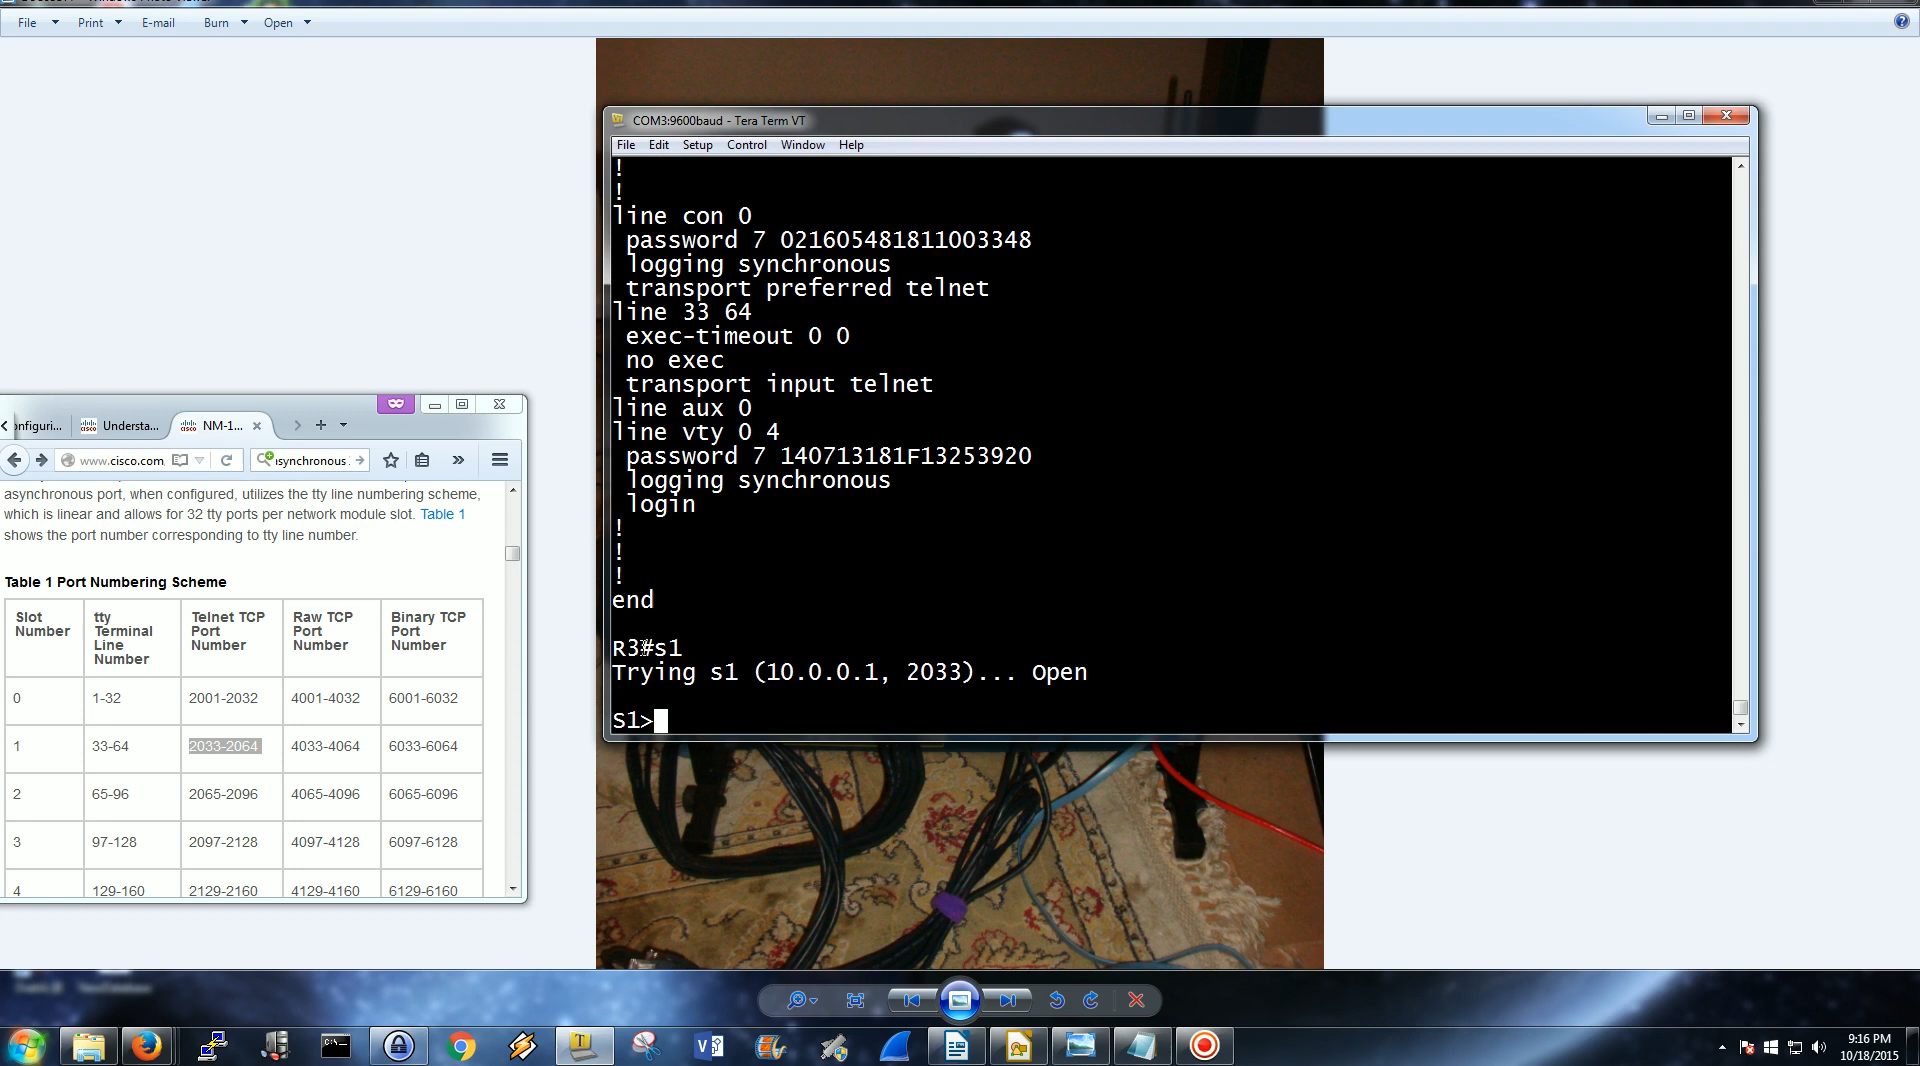 File Print E-mail Burn Open
COM3:9600baud - Tera Term VT
File Edit Setup Control Window Help
!
!
line con 0
password 7 021605481811003348
logging synchronous
transport preferred telnet
line 33 64
exec-timeout 0 0
no exec
transport input telnet
line aux 0
line vty 0 4
password 7 140713181F13253920
logging synchronous
login
!
!
!
end
R3#s1
Trying s1 (10.0.0.1, 2033)... Open
S1>
onfiguri... Understa... NM-1...
www.cisco.com
asynchronous port, when configured, utilizes the tty line numbering scheme,
which is linear and allows for 32 tty ports per network module slot. Table 1
shows the port number corresponding to tty line number.
Table 1 Port Numbering Scheme
Slot Number tty Terminal Line Number Telnet TCP Port Number Raw TCP Port Number Binary TCP Port Number
0 1-32 2001-2032 4001-4032 6001-6032
1 33-64 2033-2064 4033-4064 6033-6064
2 65-96 2065-2096 4065-4096 6065-6096
3 97-128 2097-2128 4097-4128 6097-6128
4 129-160 2129-2160 4129-4160 6129-6160
9:16 PM
10/18/2015